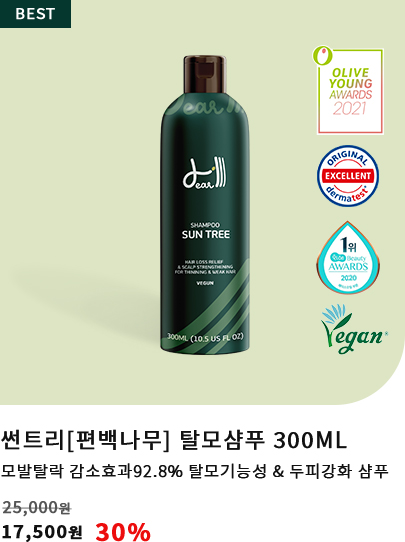 BEST
OLIVE
YOUNG
AWARDS
2021
ORIGINAL
EXCELLENT
dermatest®
1위
Beauty
AWARDS
2020
Vegan®
Dear
SHAMPOO
SUN TREE
HAIR LOSS RELIEF
& SCALP STRENGTHENING
FOR THINNING & WEAK HAIR
VEGUN
300ML (10.5 US FL OZ)
썬트리[편백나무] 탈모샴푸 300ML
모발탈락 감소효과92.8% 탈모기능성 & 두피강화 샴푸
25,000원
17,500원 30%